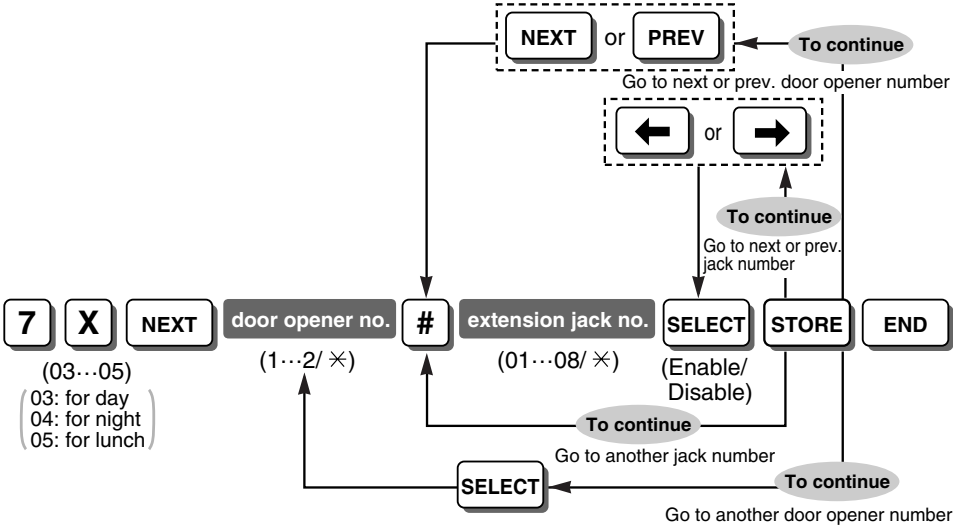 NEXT or PREV
To continue
Go to next or prev. door opener number
← or →
To continue
Go to next or prev.
jack number
7 X NEXT door opener no. # extension jack no. SELECT STORE END
(03···05)
(1···2/ ✳)
(01···08/ ✳)
(Enable/
Disable)
03: for day
04: for night
05: for lunch
To continue
Go to another jack number
SELECT
To continue
Go to another door opener number